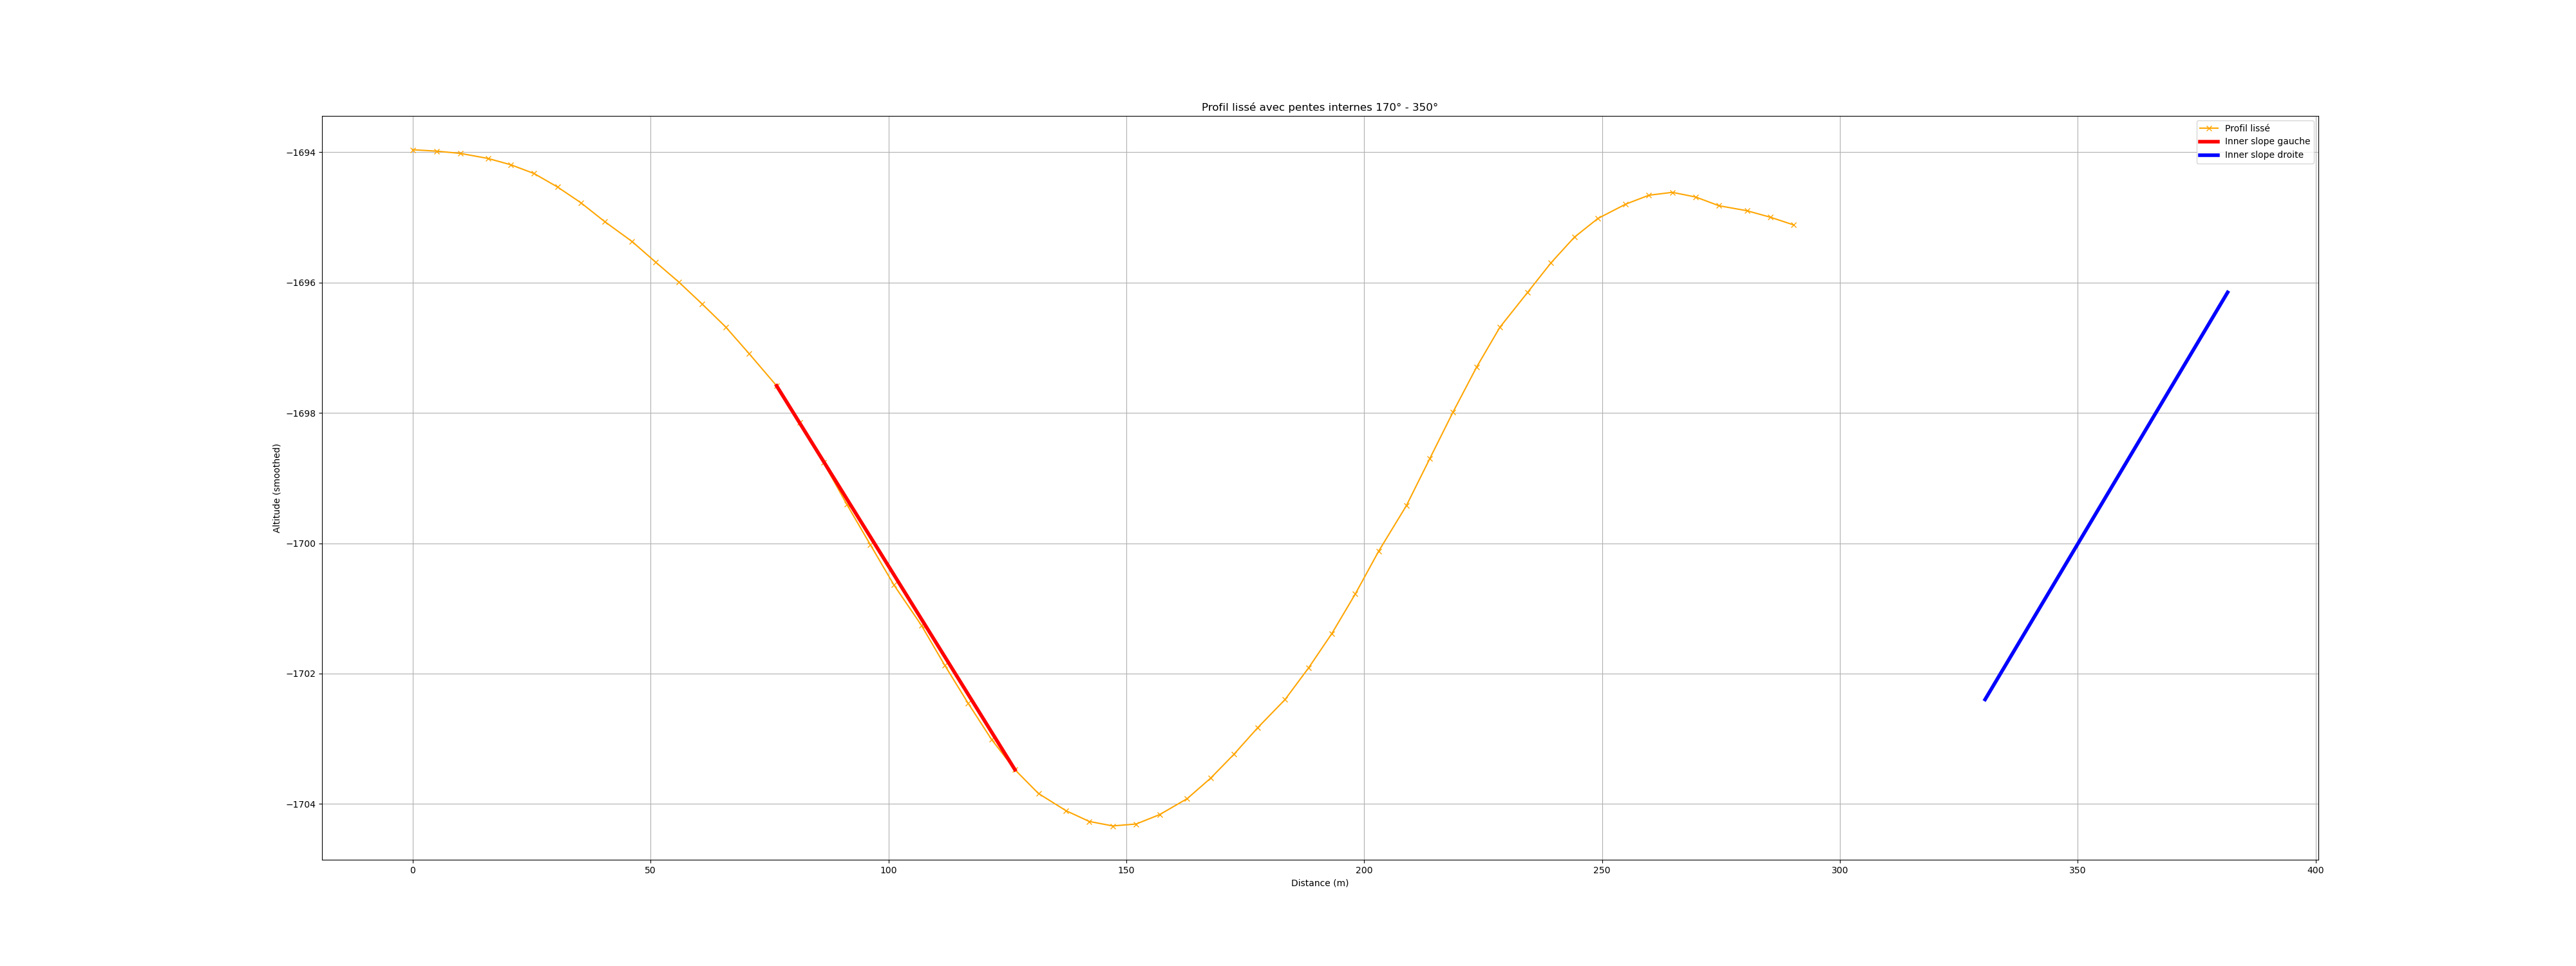 Profil lissé avec pentes internes 170° - 350°
Profil lissé
Inner slope gauche
Inner slope droite
Altitude (smoothed)
−1694
−1696
−1698
−1700
−1702
−1704
0 50 100 150 200 250 300 350 400
Distance (m)